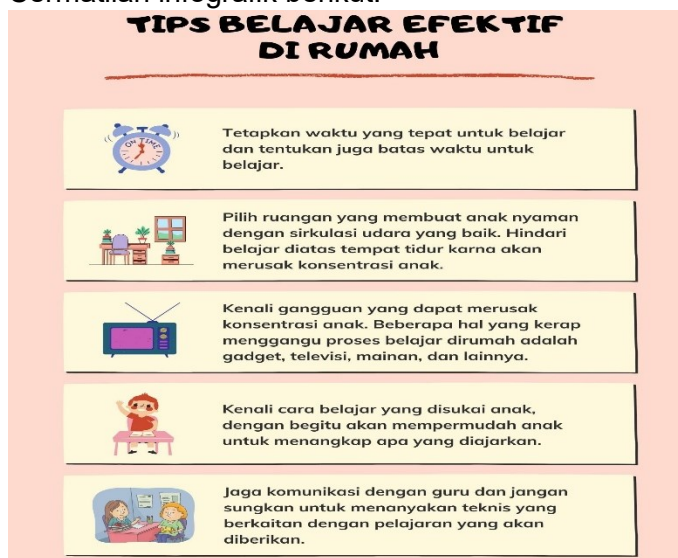 TIPS BELAJAR EFEKTIF
DI RUMAH
ON TIME
Tetapkan waktu yang tepat untuk belajar
dan tentukan juga batas waktu untuk
belajar.
Pilih ruangan yang membuat anak nyaman
dengan sirkulasi udara yang baik. Hindari
belajar diatas tempat tidur karna akan
merusak konsentrasi anak.
Kenali gangguan yang dapat merusak
konsentrasi anak. Beberapa hal yang kerap
menggangu proses belajar dirumah adalah
gadget, televisi, mainan, dan lainnya.
Kenali cara belajar yang disukai anak,
dengan begitu akan mempermudah anak
untuk menangkap apa yang diajarkan.
Jaga komunikasi dengan guru dan jangan
sungkan untuk menanyakan teknis yang
berkaitan dengan pelajaran yang akan
diberikan.